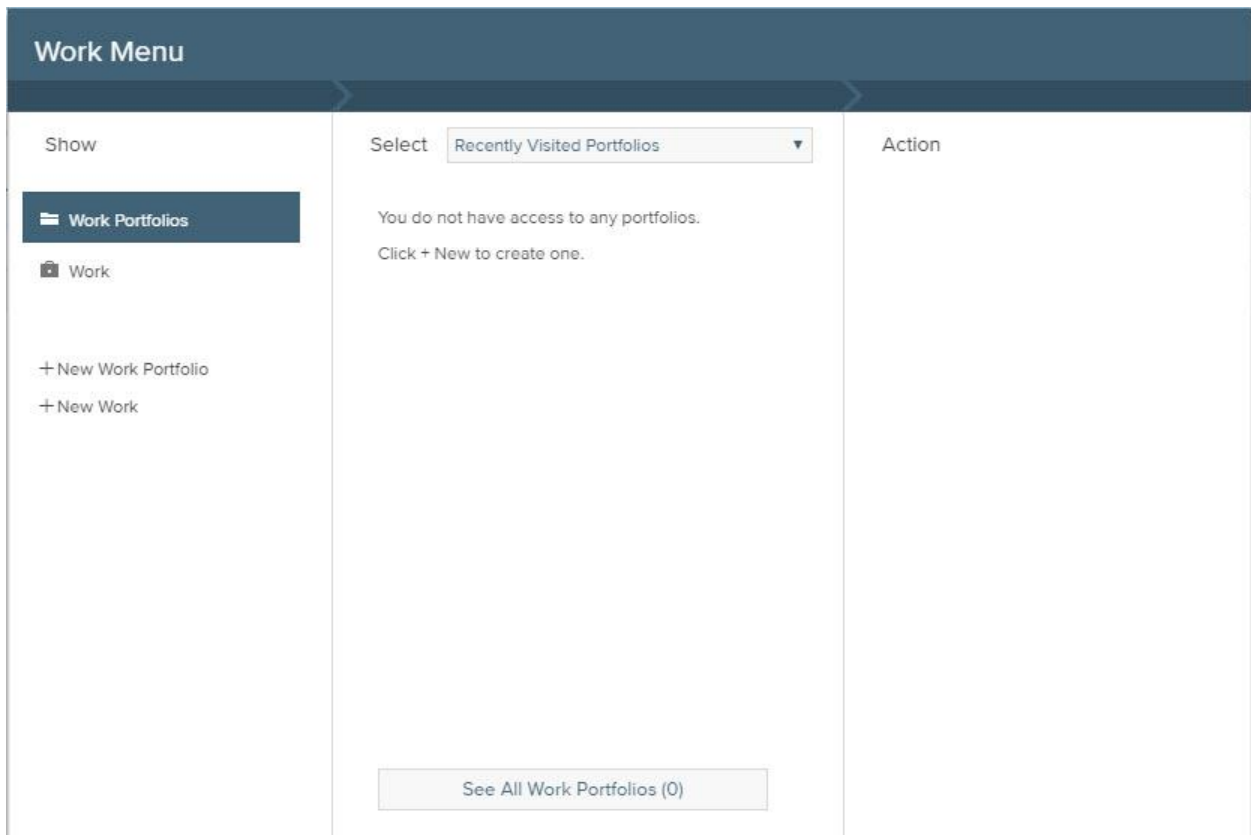 Work Menu
Show
Work Portfolios
Work
+ New Work Portfolio
+ New Work
Select Recently Visited Portfolios
You do not have access to any portfolios.
Click + New to create one.
See All Work Portfolios (0)
Action